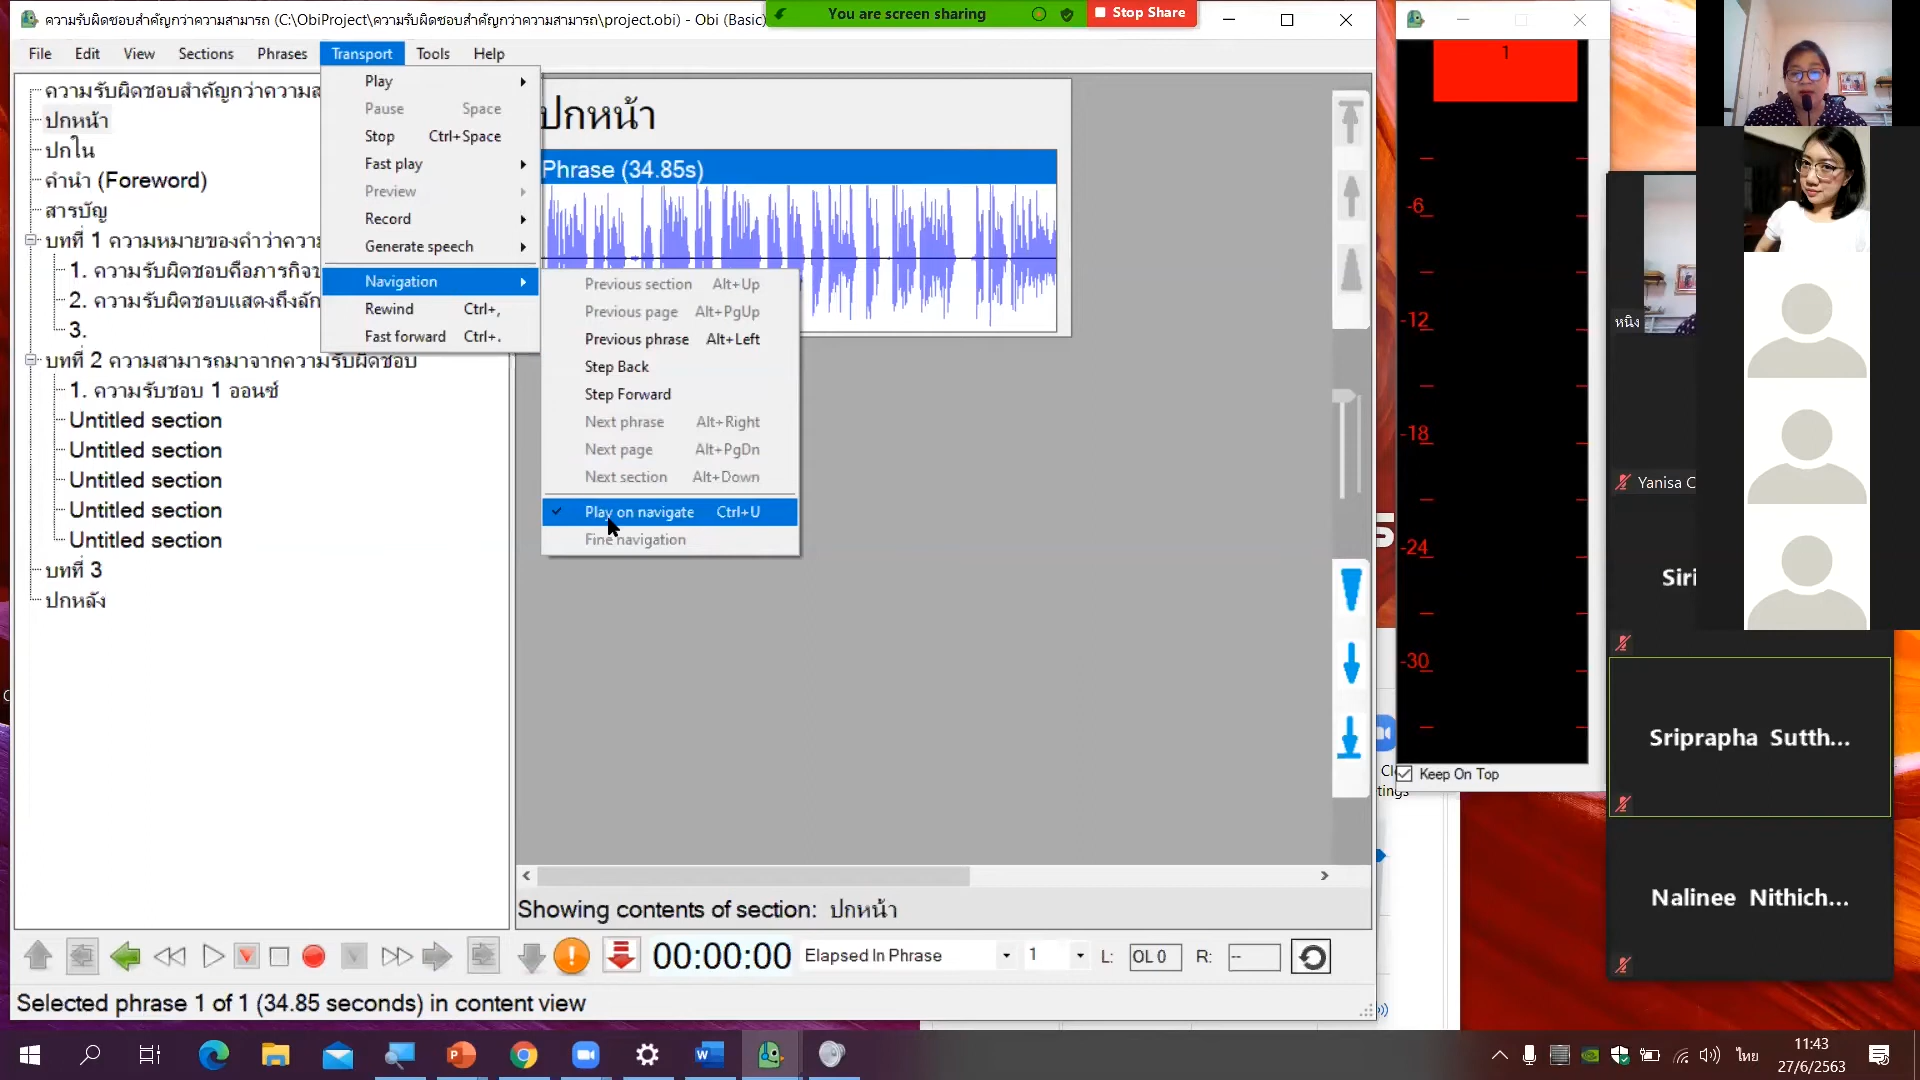 ความรับผิดชอบสำคัญกว่าความสามารถ (C:\ObiProject\ความรับผิดชอบสำคัญกว่าความสามารถ\project.obi) - Obi (Basic)
You are screen sharing
Stop Share
File Edit View Sections Phrases Transport Tools Help
ความรับผิดชอบสำคัญกว่าความส
ปกหน้า
ปกใน
คำนำ (Foreword)
สารบัญ
บทที่ 1 ความหมายของคำว่าความ
1. ความรับผิดชอบคือภารกิจ
2. ความรับผิดชอบแสดงถึงลัก
3.
บทที่ 2 ความสามารถมาจากความรับผิดชอบ
1. ความรับชอบ 1 ออนซ์
Untitled section
Untitled section
Untitled section
Untitled section
Untitled section
บทที่ 3
ปกหลัง
Play
Pause Space
Stop Ctrl+Space
Fast play
Preview
Record
Generate speech
Navigation
Rewind Ctrl+,
Fast forward Ctrl+.
Previous section Alt+Up
Previous page Alt+PgUp
Previous phrase Alt+Left
Step Back
Step Forward
Next phrase Alt+Right
Next page Alt+PgDn
Next section Alt+Down
Play on navigate Ctrl+U
Fine navigation
ปกหน้า
Phrase (34.85s)
Showing contents of section: ปกหน้า
00:00:00 Elapsed In Phrase 1 L: OL 0 R: --
Selected phrase 1 of 1 (34.85 seconds) in content view
1
-6
-12
-18
-24
-30
Keep On Top
tings
หนิง
Yanisa C
Siri
Sriprapha Sutth...
Nalinee Nithich...
ไทย
11:43
27/6/2563